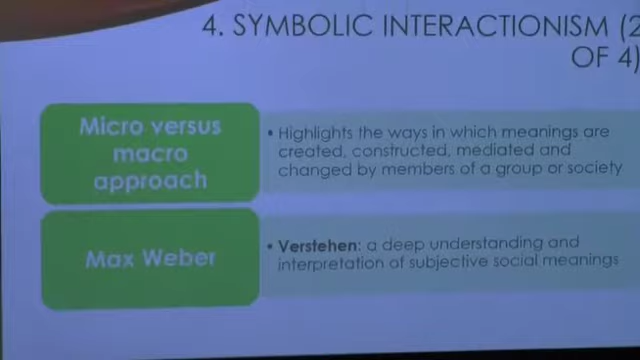 4. SYMBOLIC INTERACTIONISM (2
OF 4)
Micro versus
macro
approach
• Highlights the ways in which meanings are
created, constructed, mediated and
changed by members of a group or society
Max Weber
• Verstehen: a deep understanding and
interpretation of subjective social meanings